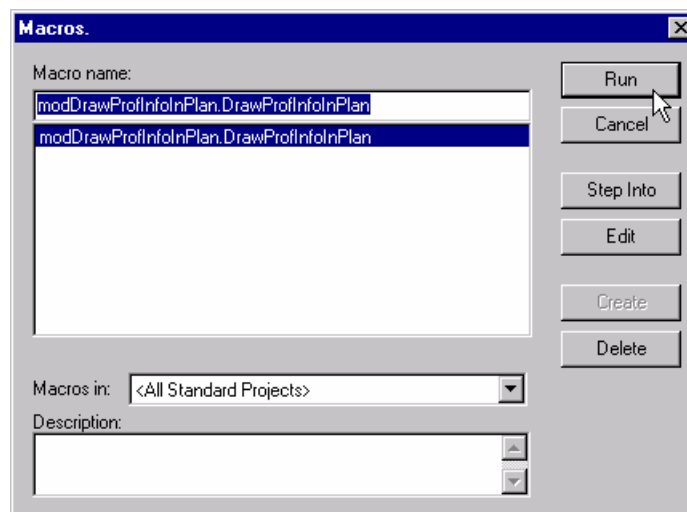 Macros.
Macro name:
modDrawProfInfoInPlan.DrawProfInfoInPlan
modDrawProfInfoInPlan.DrawProfInfoInPlan
Run
Cancel
Step Into
Edit
Create
Delete
Macros in: <All Standard Projects>
Description: